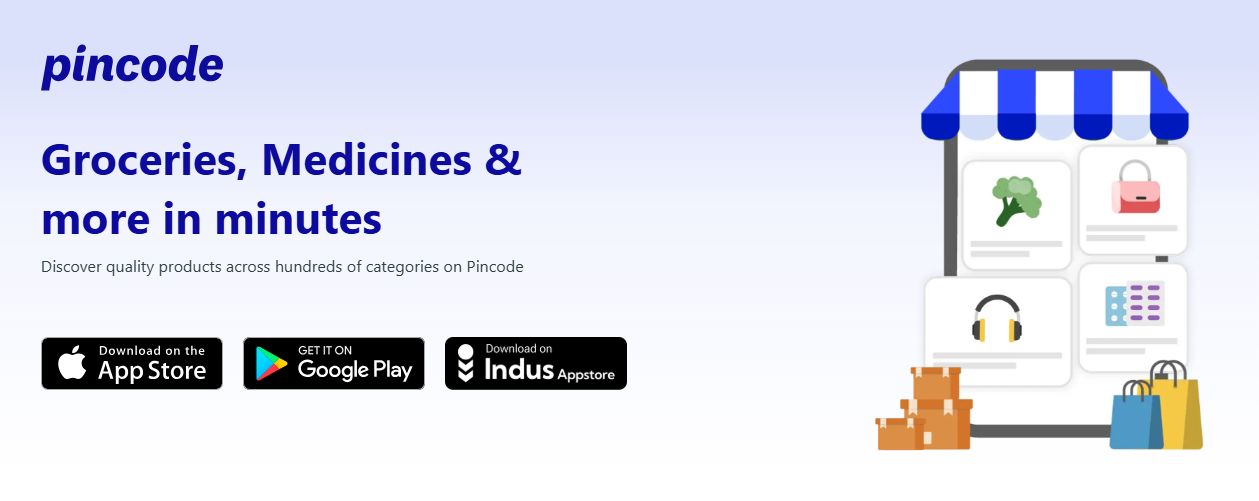 pincode
Groceries, Medicines &
more in minutes
Discover quality products across hundreds of categories on Pincode
Download on the
App Store
GET IT ON
Google Play
Download on
Indus Appstore